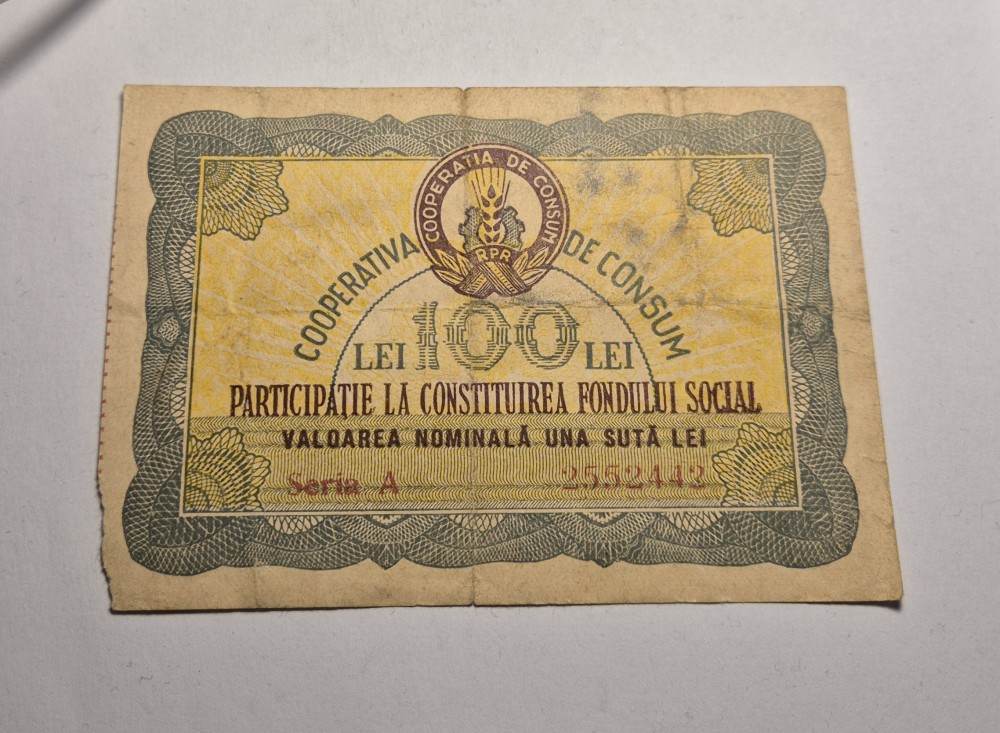 COOPERAȚIA DE CONSUM
RPR
COOPERATIVA DE CONSUM
LEI 100 LEI
PARTICIPAȚIE LA CONSTITUIREA FONDULUI SOCIAL
VALOAREA NOMINALĂ UNA SUTĂ LEI
Seria A 2552442